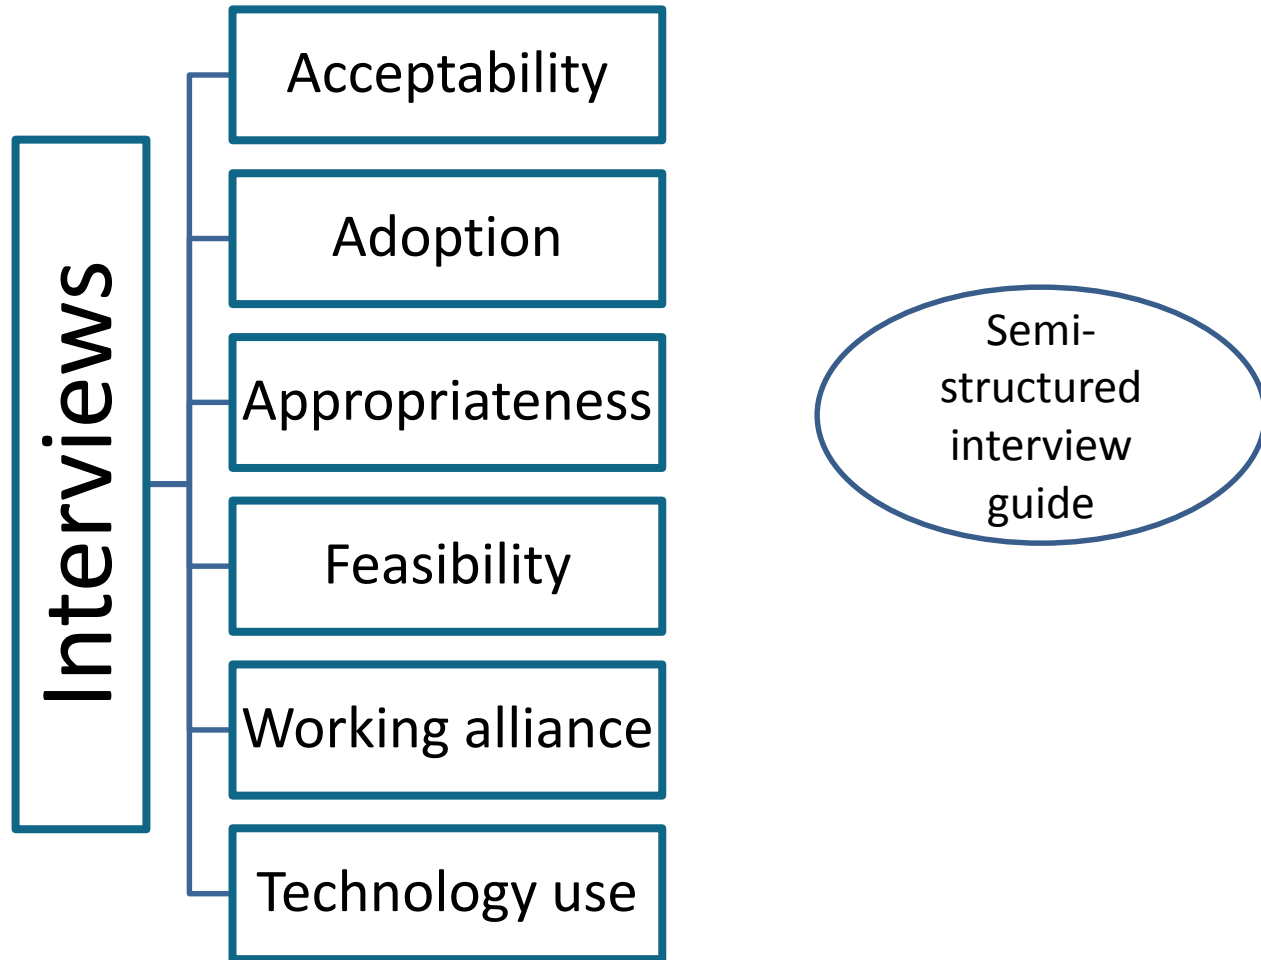 Interviews
Acceptability
Adoption
Appropriateness
Feasibility
Working alliance
Technology use
Semi-
structured
interview
guide